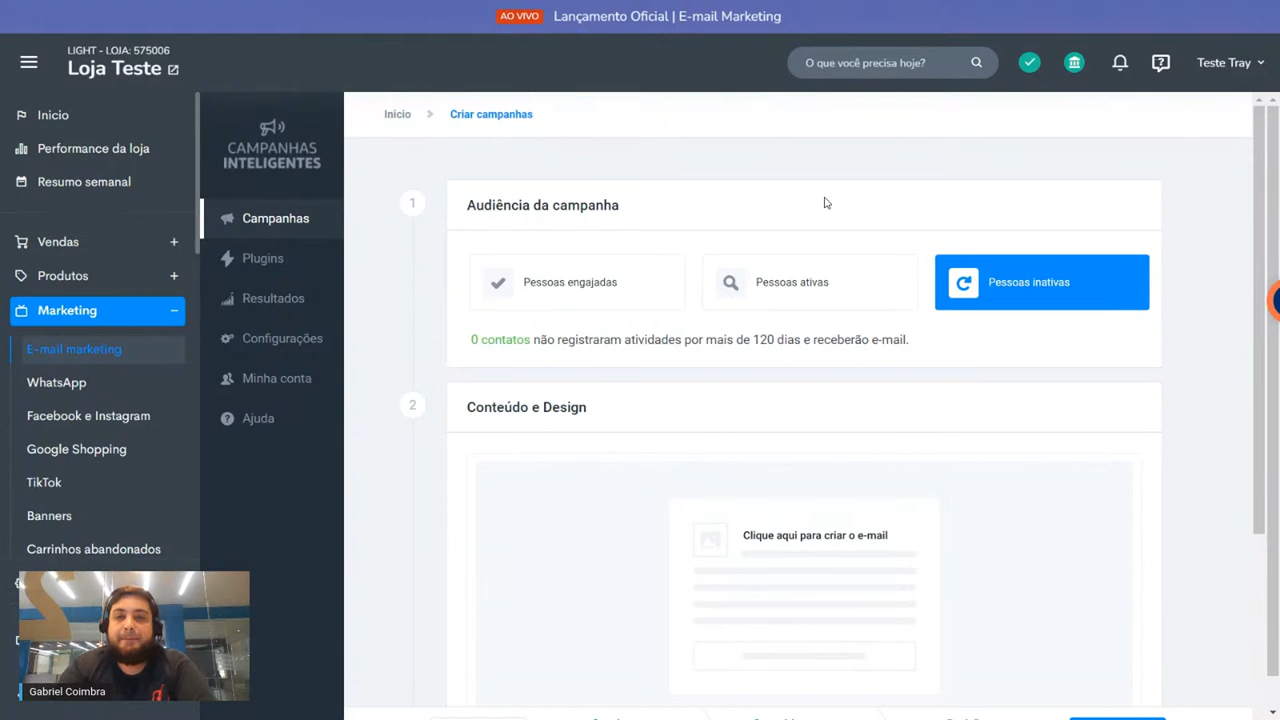 AO VIVO Lançamento Oficial | E-mail Marketing
LIGHT - LOJA: 575006
Loja Teste
O que você precisa hoje?
Teste Tray
Inicio
Performance da loja
Resumo semanal
Vendas
Produtos
Marketing
E-mail marketing
WhatsApp
Facebook e Instagram
Google Shopping
TikTok
Banners
Carrinhos abandonados
Gabriel Coimbra
CAMPANHAS
INTELIGENTES
Campanhas
Plugins
Resultados
Configurações
Minha conta
Ajuda
Inicio
Criar campanhas
1
Audiência da campanha
Pessoas engajadas
Pessoas ativas
Pessoas inativas
0 contatos não registraram atividades por mais de 120 dias e receberão e-mail.
2
Conteúdo e Design
Clique aqui para criar o e-mail